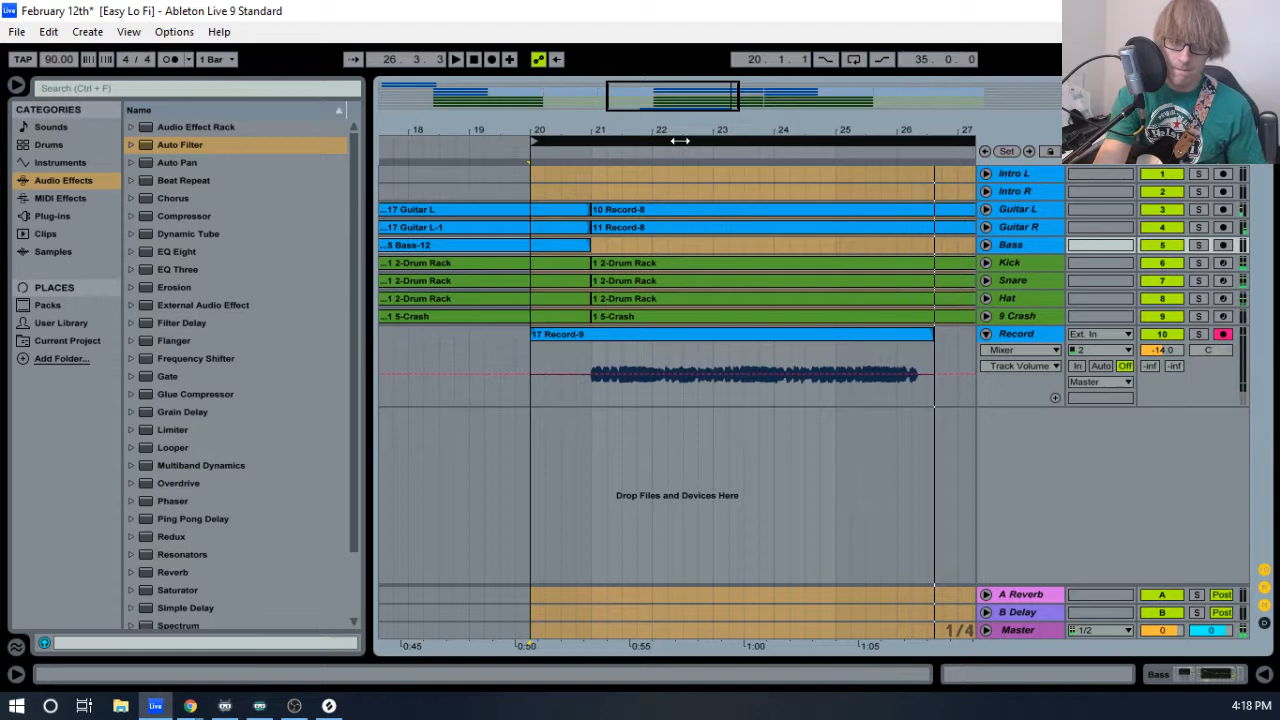 February 12th* [Easy Lo Fi] - Ableton Live 9 Standard
File Edit Create View Options Help
TAP 90.00 4 / 4 1 Bar 26. 3. 3 20. 1. 1 35. 0. 0
Search (Ctrl + F)
CATEGORIES
Sounds
Drums
Instruments
Audio Effects
MIDI Effects
Plug-ins
Clips
Samples
PLACES
Packs
User Library
Current Project
Add Folder...
Name
Audio Effect Rack
Auto Filter
Auto Pan
Beat Repeat
Chorus
Compressor
Dynamic Tube
EQ Eight
EQ Three
Erosion
External Audio Effect
Filter Delay
Flanger
Frequency Shifter
Gate
Glue Compressor
Grain Delay
Limiter
Looper
Multiband Dynamics
Overdrive
Phaser
Ping Pong Delay
Redux
Resonators
Reverb
Saturator
Simple Delay
Spectrum
18 19 20 21 22 23 24 25 26 27
Set
Intro L 1 S
Intro R 2 S
...17 Guitar L 10 Record-8 Guitar L 3 S
...17 Guitar L-1 11 Record-8 Guitar R 4 S
...5 Bass-12 Bass 5 S
...1 2-Drum Rack 1 2-Drum Rack Kick 6 S
...1 2-Drum Rack 1 2-Drum Rack Snare 7 S
...1 2-Drum Rack 1 2-Drum Rack Hat 8 S
...1 5-Crash 1 5-Crash 9 Crash 9 S
17 Record-9 Record Ext. In 10 S
Mixer 2 -14.0 C
Track Volume In Auto Off -inf -inf
Master
Drop Files and Devices Here
A Reverb A S Post
B Delay B S Post
1/4 Master 1/2 0 0
0:45 0:50 0:55 1:00 1:05
Bass
Live
4:18 PM